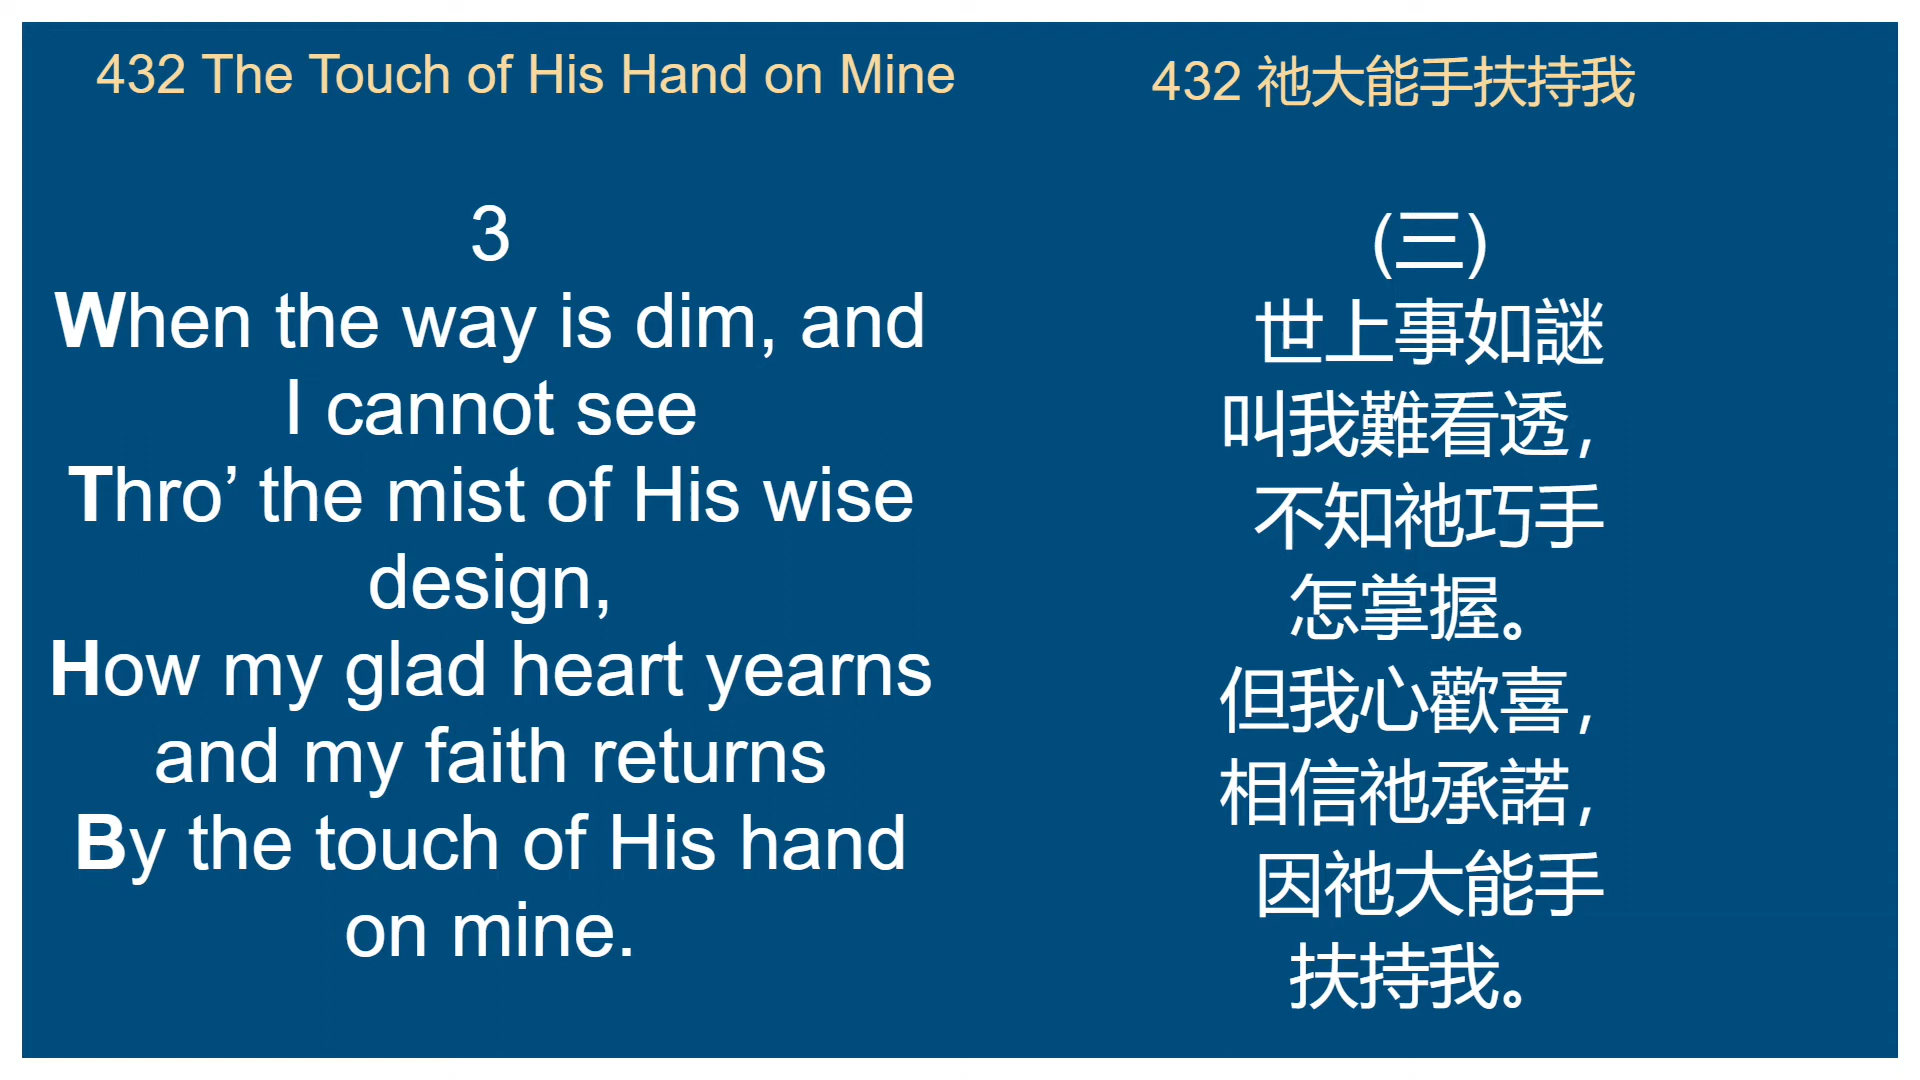 432 The Touch of His Hand on Mine
3
When the way is dim, and
I cannot see
Thro’ the mist of His wise
design,
How my glad heart yearns
and my faith returns
By the touch of His hand
on mine.
432 祂大能手扶持我
(三)
世上事如謎
叫我難看透,
不知祂巧手
怎掌握。
但我心歡喜,
相信祂承諾,
因祂大能手
扶持我。